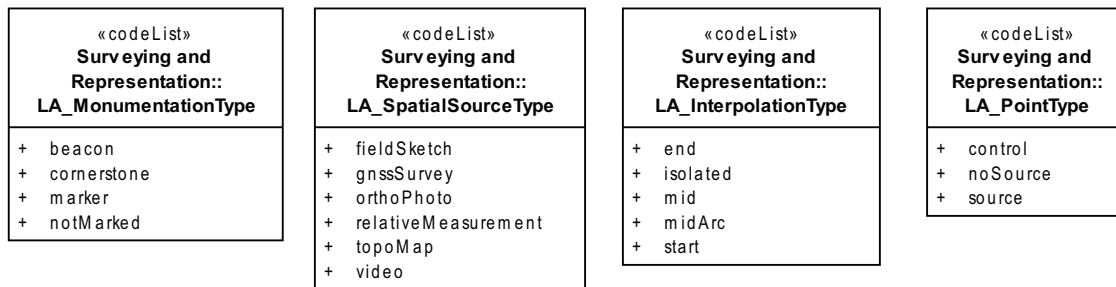 «codeList»
Surveying and
Representation::
LA_MonumentationType
+ beacon
+ cornerstone
+ marker
+ notMarked
«codeList»
Surveying and
Representation::
LA_SpatialSourceType
+ fieldSketch
+ gnssSurvey
+ orthoPhoto
+ relativeMeasurement
+ topoMap
+ video
«codeList»
Surveying and
Representation::
LA_InterpolationType
+ end
+ isolated
+ mid
+ midArc
+ start
«codeList»
Surveying and
Representation::
LA_PointType
+ control
+ noSource
+ source